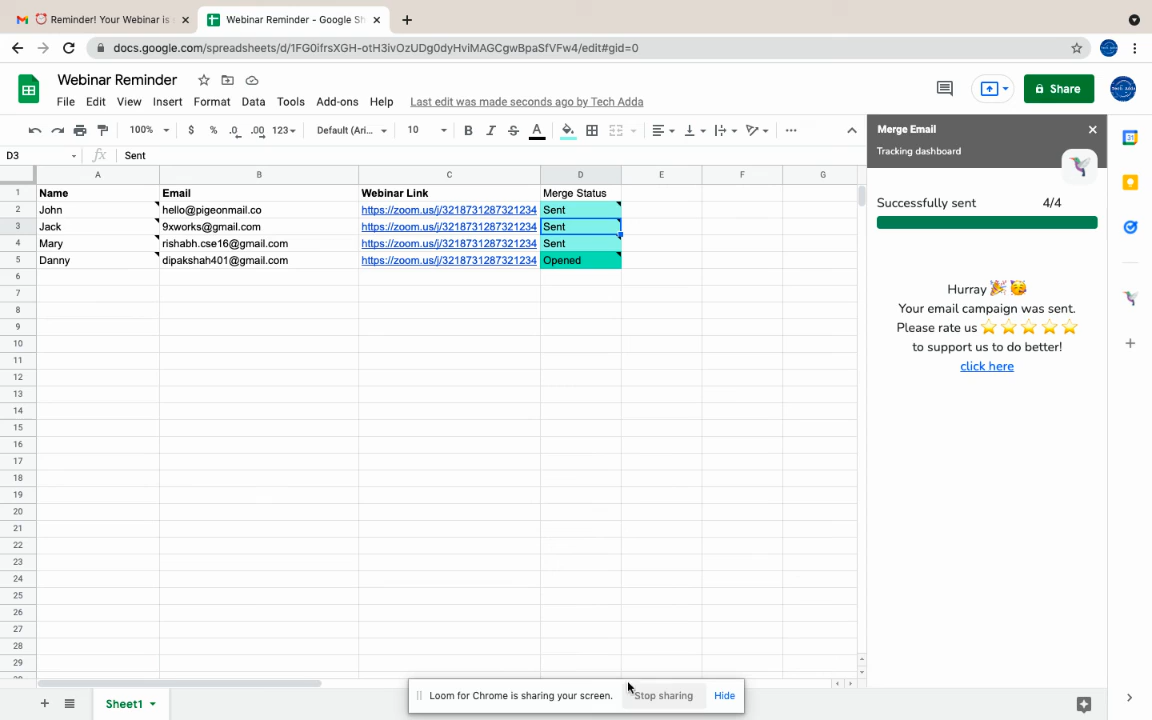 Reminder! Your Webinar is
Webinar Reminder - Google Sh
docs.google.com/spreadsheets/d/1FG0ifrsXGH-otH3ivOzUDg0dyHviMAGCgwBpaSfVFw4/edit#gid=0
Webinar Reminder
File Edit View Insert Format Data Tools Add-ons Help Last edit was made seconds ago by Tech Adda
Share
100% $ % .0 .00 123 Default (Ari... 10 B I S A
D3 fx Sent
Merge Email
Tracking dashboard
A B C D E F G
1 Name Email Webinar Link Merge Status
2 John hello@pigeonmail.co https://zoom.us/j/3218731287321234 Sent
3 Jack 9xworks@gmail.com https://zoom.us/j/3218731287321234 Sent
4 Mary rishabh.cse16@gmail.com https://zoom.us/j/3218731287321234 Sent
5 Danny dipakshah401@gmail.com https://zoom.us/j/3218731287321234 Opened
6
7
8
9
10
11
12
13
14
15
16
17
18
19
20
21
22
23
24
25
26
27
28
29
Successfully sent 4/4
Hurray 🎉 🥳
Your email campaign was sent.
Please rate us ⭐ ⭐ ⭐ ⭐ ⭐
to support us to do better!
click here
Loom for Chrome is sharing your screen. Stop sharing Hide
Sheet1